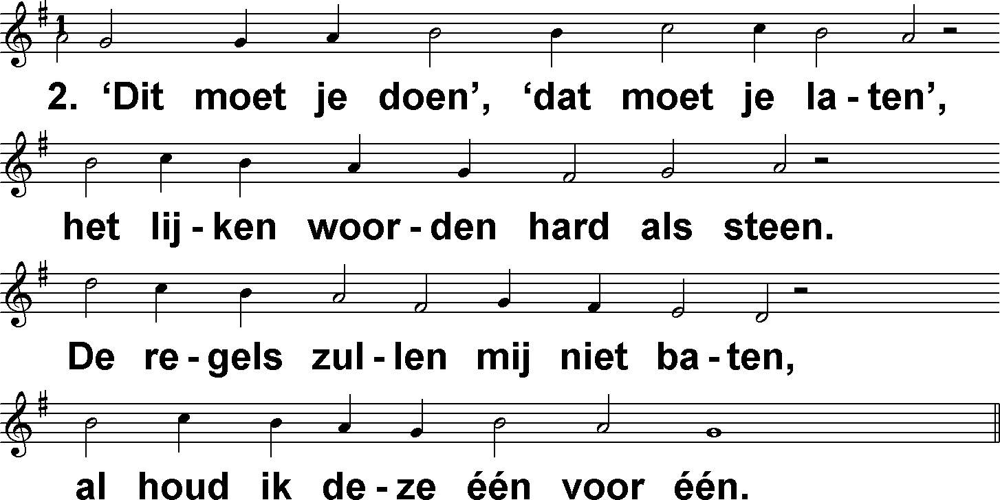 1
2. ‘Dit moet je doen’, ‘dat moet je la - ten’,
het lij - ken woor - den hard als steen.
De re - gels zul - len mij niet ba - ten,
al houd ik de - ze één voor één.